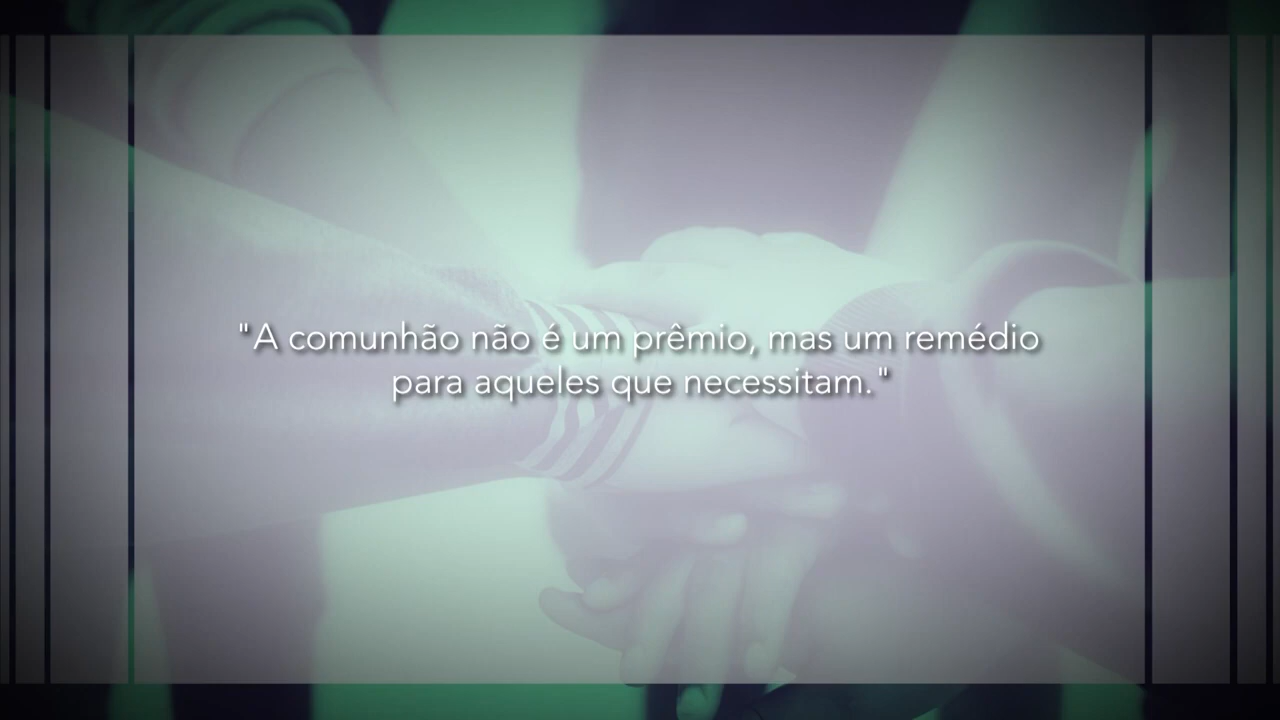 "A comunhão não é um prêmio, mas um remédio
para aqueles que necessitam."